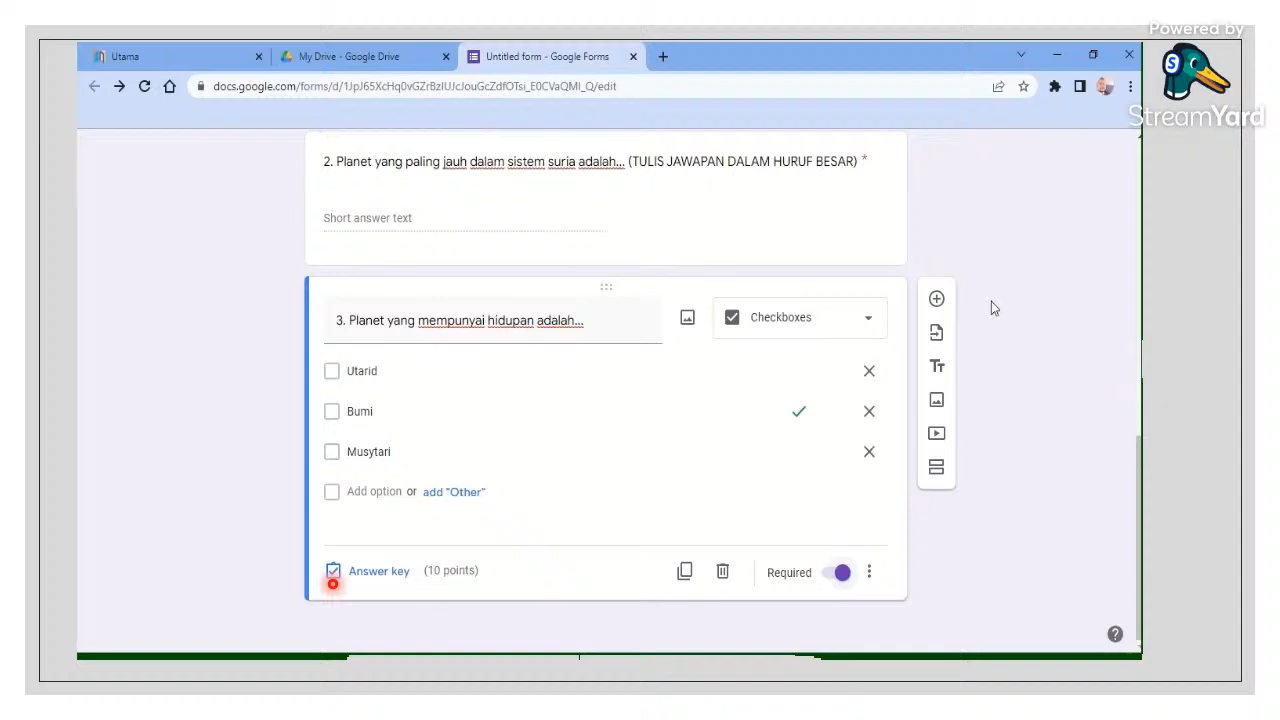 Powered by
StreamYard
Utama
My Drive - Google Drive
Untitled form - Google Forms
docs.google.com/forms/d/1JpJ65XcHq0vGZrBzIUJcJouGcZdfOTsi_E0CVaQMI_Q/edit
2. Planet yang paling jauh dalam sistem suria adalah... (TULIS JAWAPAN DALAM HURUF BESAR) *
Short answer text
3. Planet yang mempunyai hidupan adalah...
Checkboxes
Utarid
Bumi
Musytari
Add option or add "Other"
Answer key (10 points)
Required